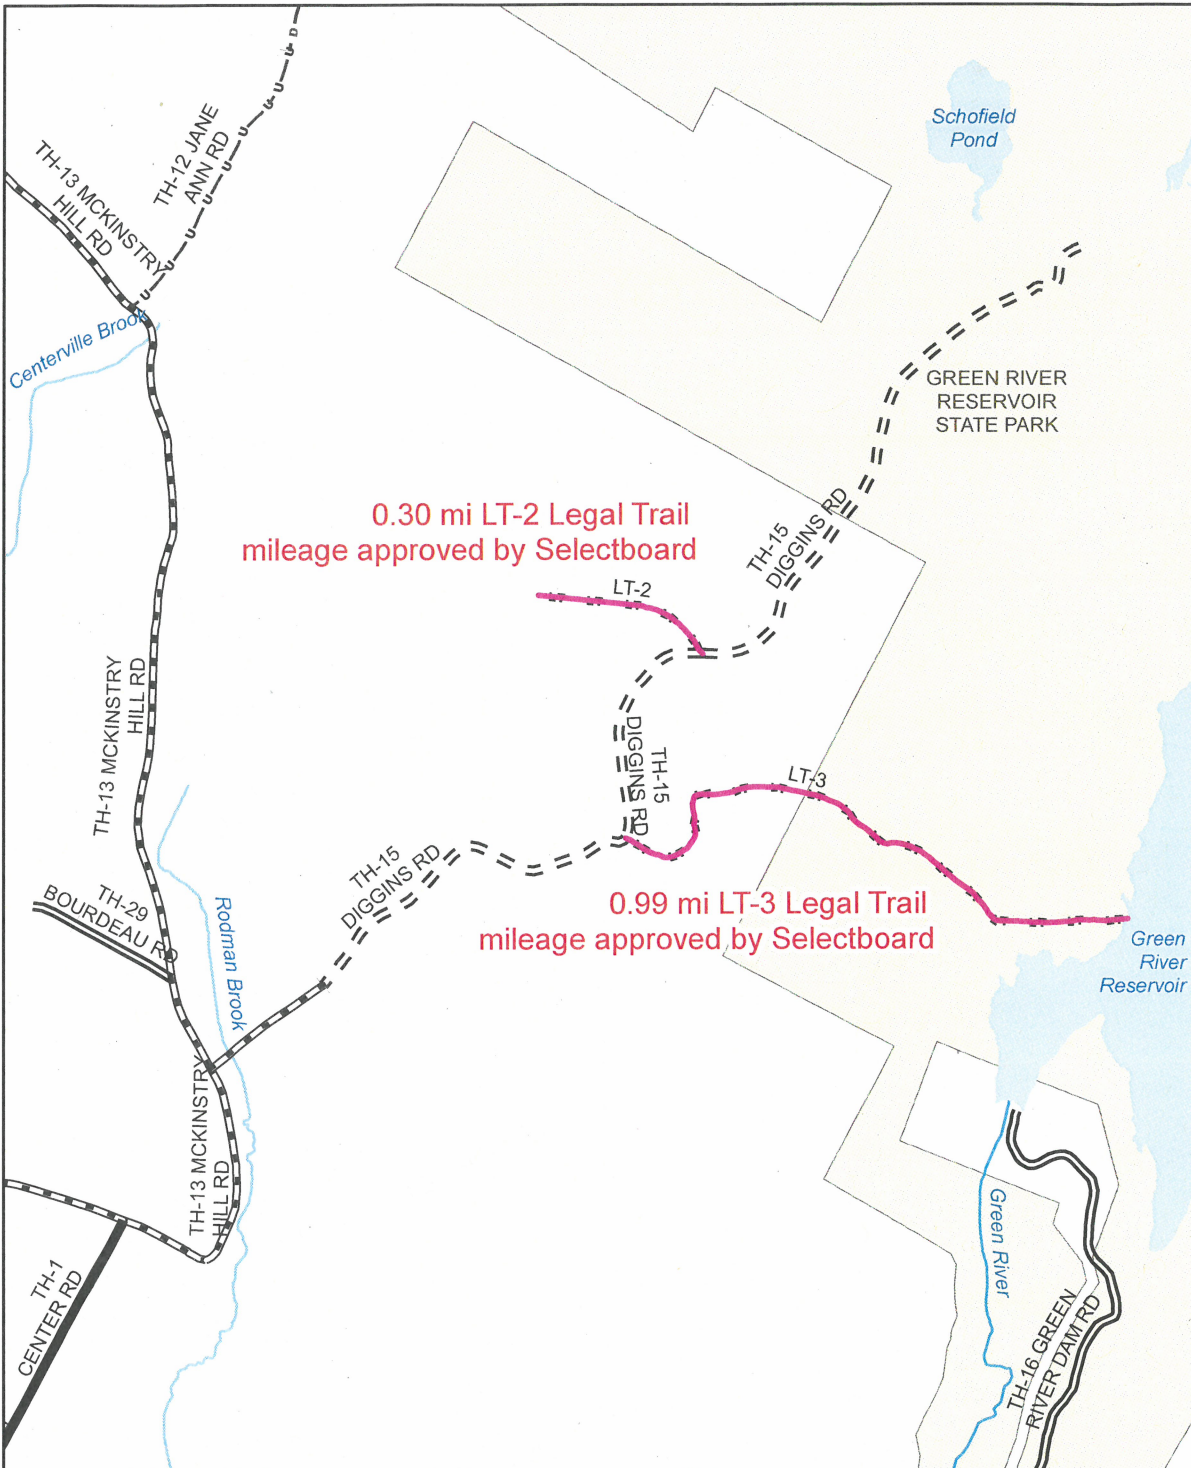 Schofield
Pond
TH-12 JANE
ANN RD
TH-13 MCKINSTRY
HILL RD
Centerville Brook
GREEN RIVER
RESERVOIR
STATE PARK
0.30 mi LT-2 Legal Trail
mileage approved by Selectboard
TH-15
DIGGINS RD
LT-2
TH-13 MCKINSTRY
HILL RD
TH-15
DIGGINS RD
LT-3
TH-15
DIGGINS RD
0.99 mi LT-3 Legal Trail
mileage approved by Selectboard
TH-29
BOURDEAU RD
Rodman Brook
Green
River
Reservoir
TH-13 MCKINSTRY
HILL RD
Green River
TH-1
CENTER RD
TH-16 GREEN
RIVER DAM RD